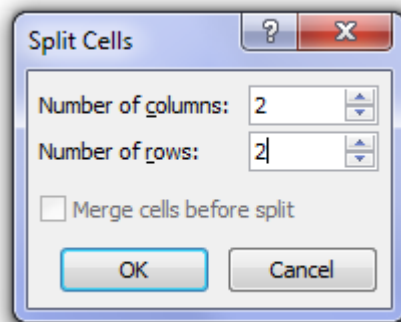 Split Cells
?
Number of columns: 2
Number of rows: 2
Merge cells before split
OK Cancel